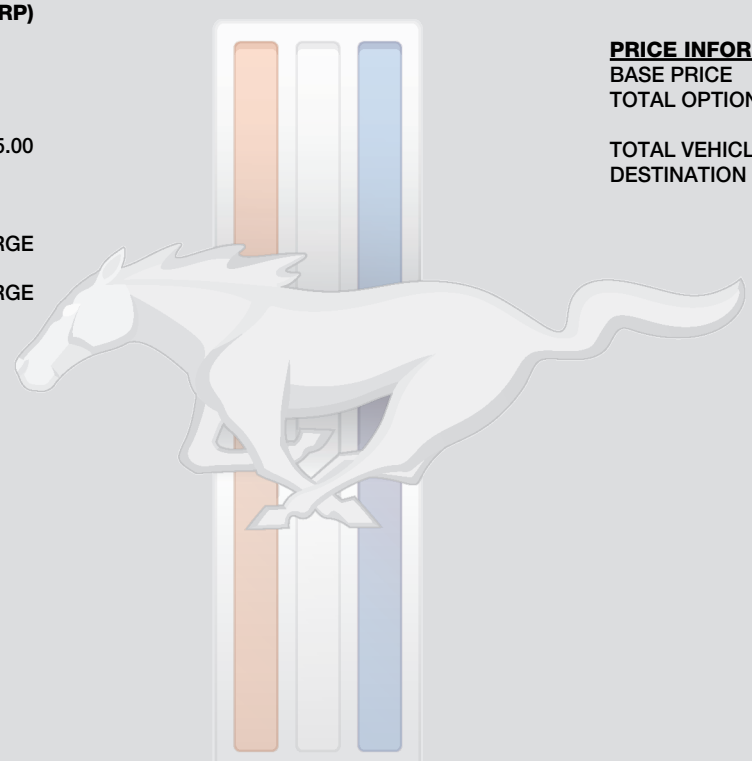 RP)
5.00
RGE
RGE
PRICE INFOR
BASE PRICE
TOTAL OPTION
TOTAL VEHICL
DESTINATION